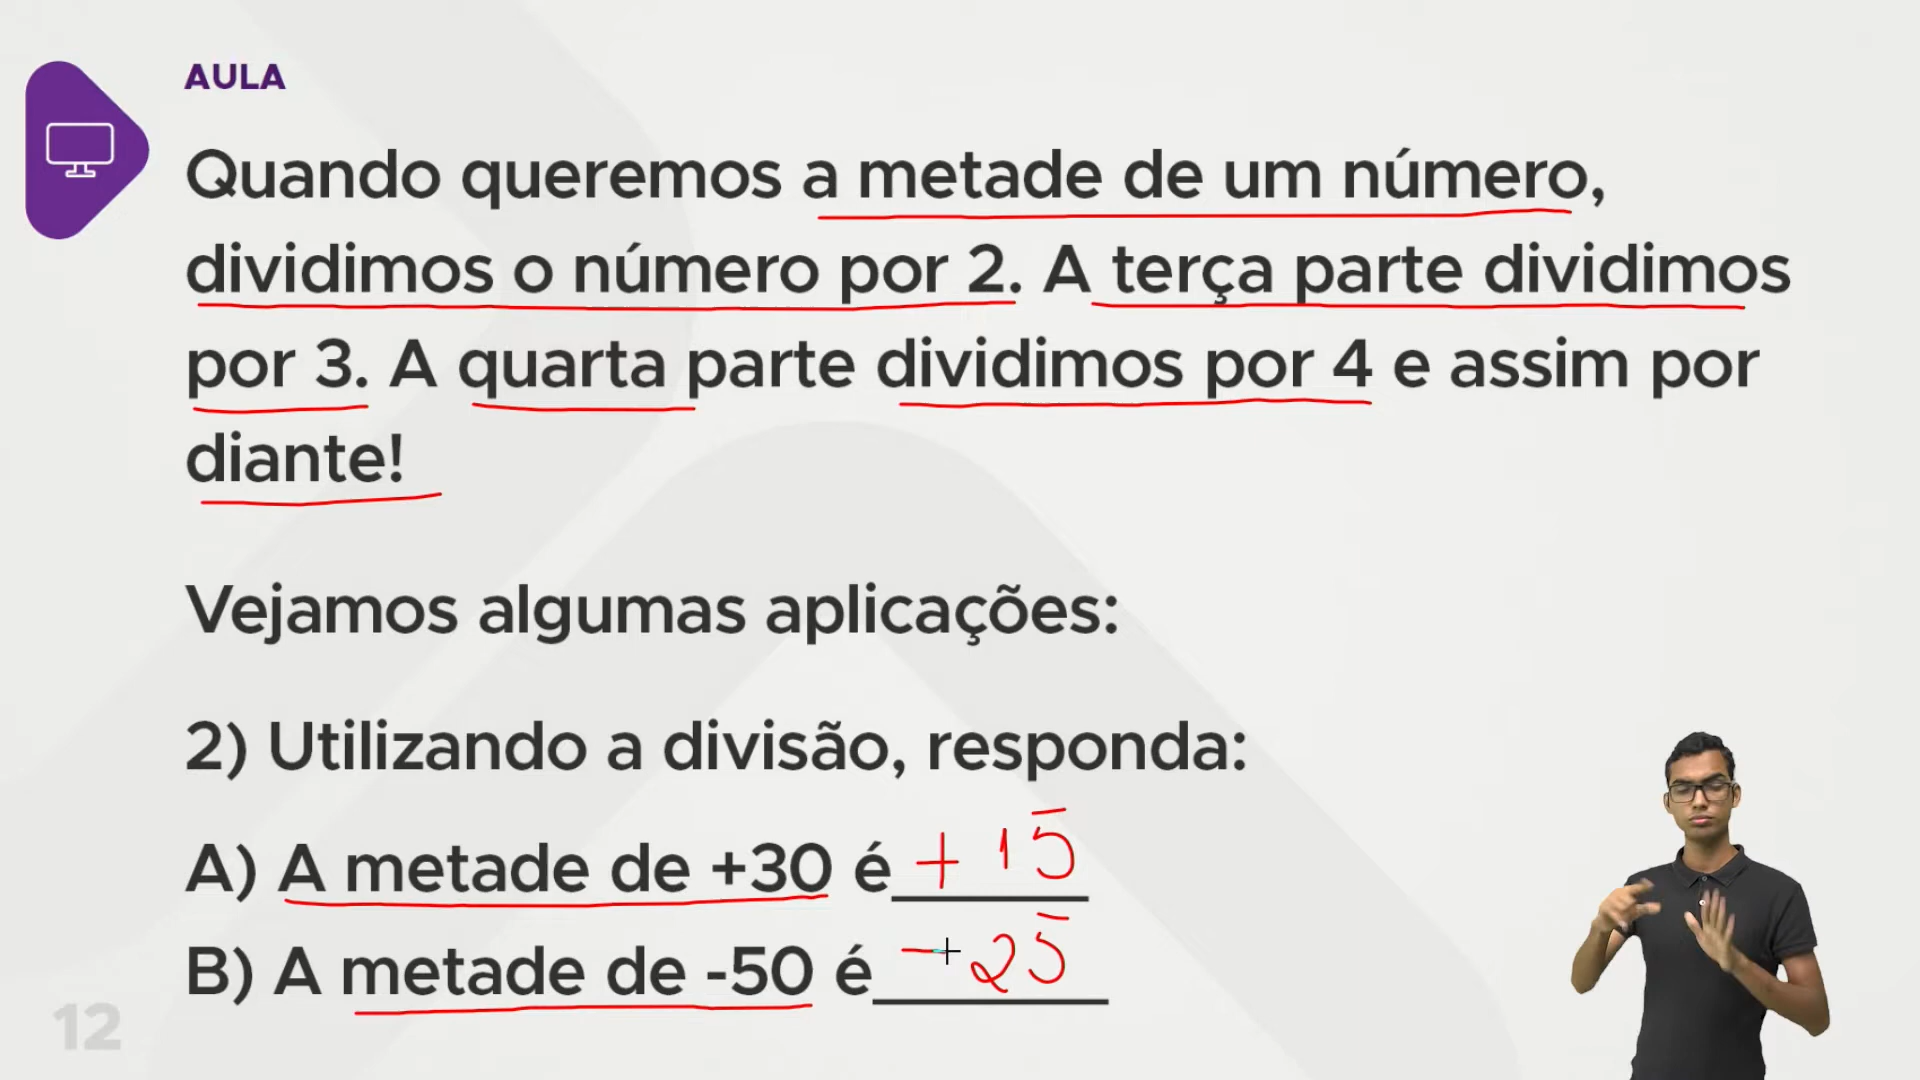 AULA
Quando queremos a metade de um número,
dividimos o número por 2. A terça parte dividimos
por 3. A quarta parte dividimos por 4 e assim por
diante!
Vejamos algumas aplicações:
2) Utilizando a divisão, responda:
A) A metade de +30 é +15
B) A metade de -50 é -25
12